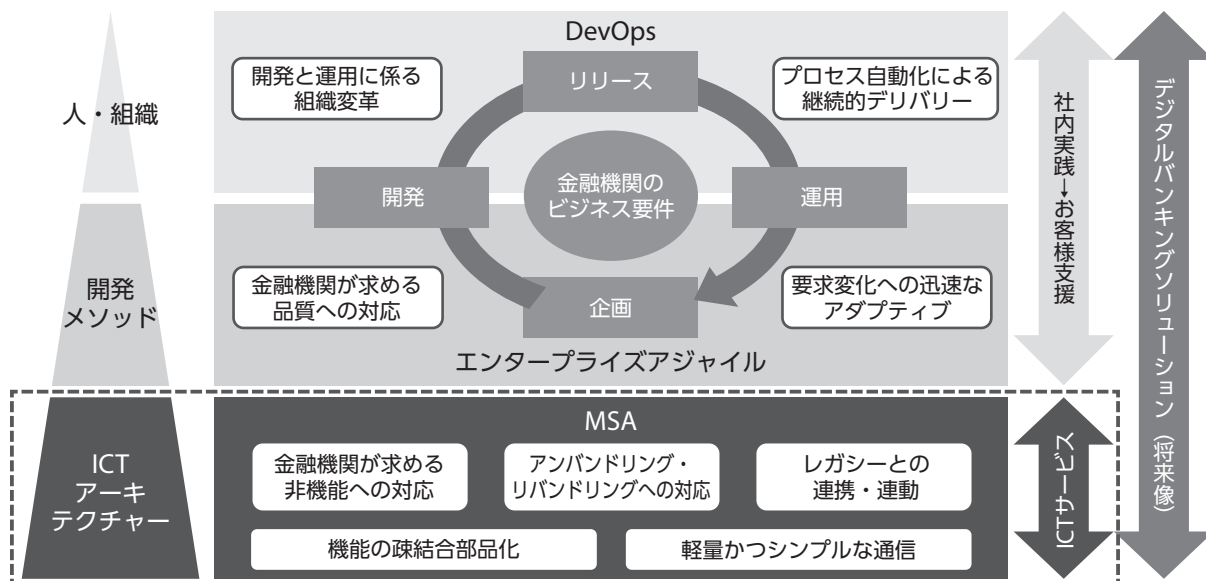 DevOps
人・組織
開発と運用に係る
組織変革
リリース
プロセス自動化による
継続的デリバリー
開発
金融機関の
ビジネス要件
運用
開発
メソッド
金融機関が求める
品質への対応
企画
要求変化への迅速な
アダプティブ
エンタープライズアジャイル
社内実践→お客様支援
デジタルバンキングソリューション（将来像）
ICT
アーキ
テクチャー
MSA
金融機関が求める
非機能への対応
アンバンドリング・
リバンドリングへの対応
レガシーとの
連携・連動
機能の疎結合部品化
軽量かつシンプルな通信
ICTサービス